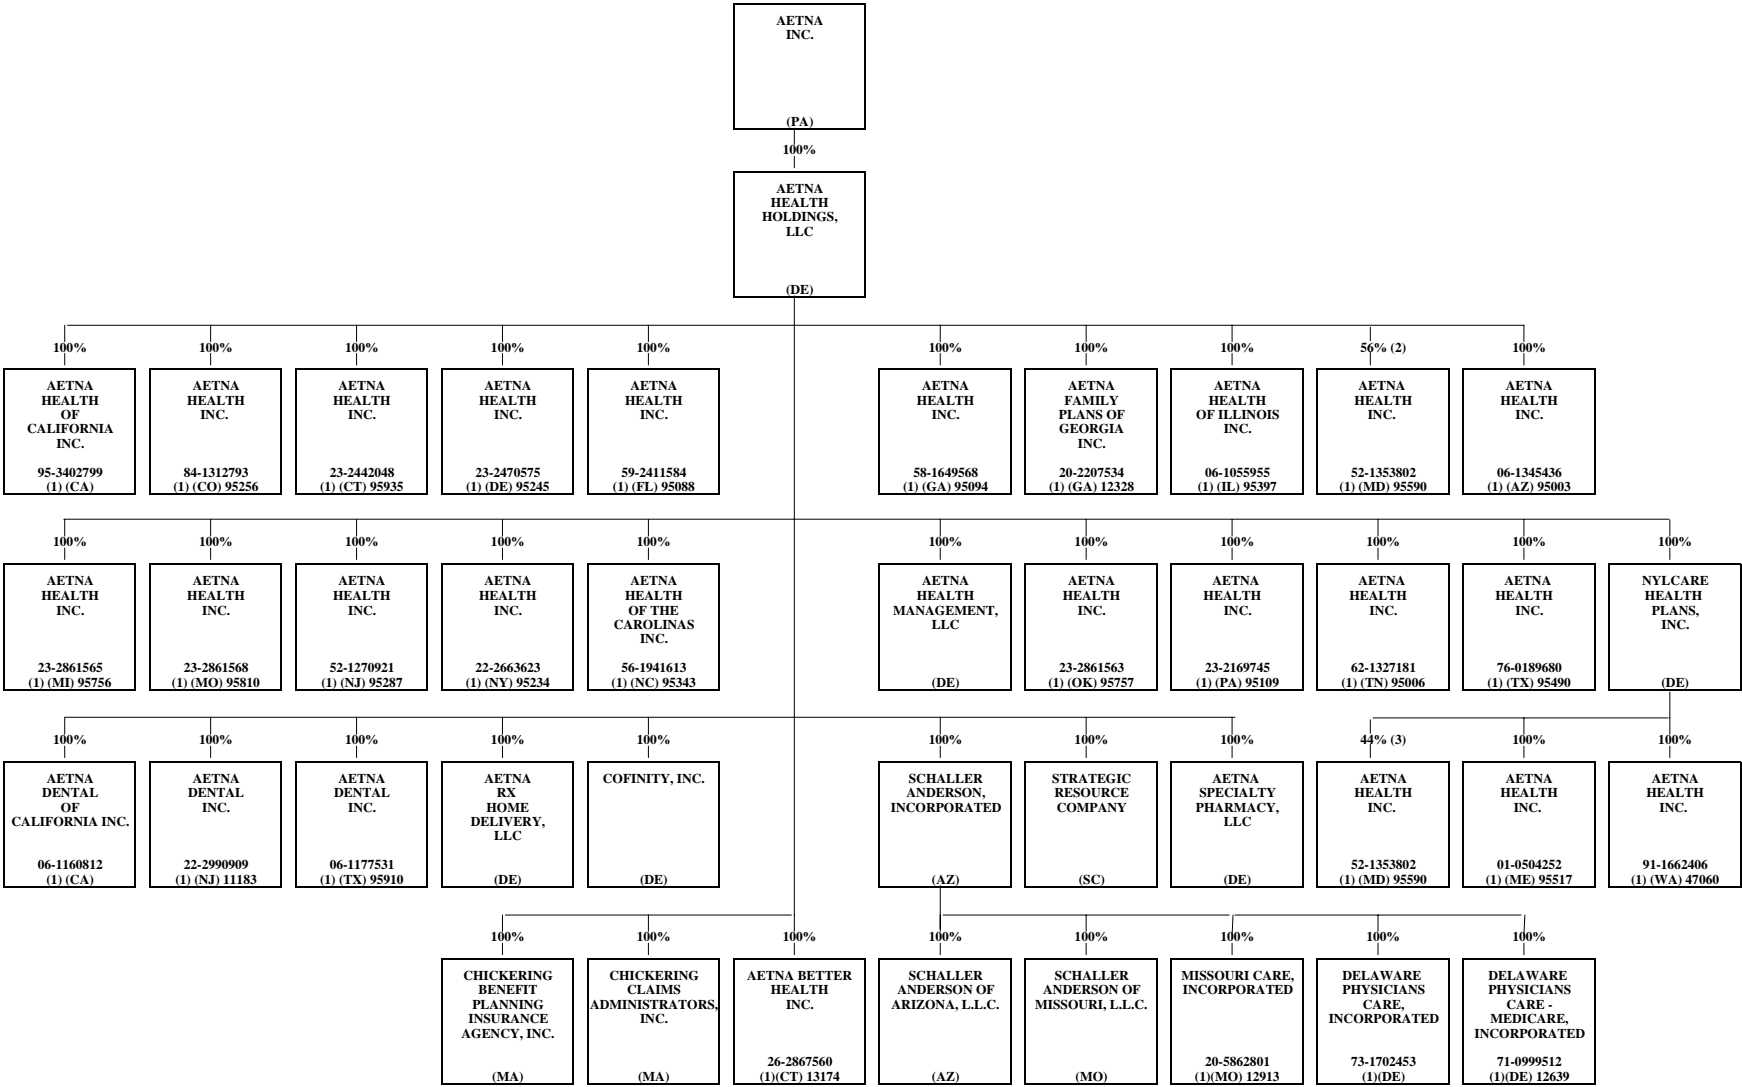 AETNA
INC.
(PA)
100%
AETNA
HEALTH
HOLDINGS,
LLC
(DE)
100%
AETNA
HEALTH
OF
CALIFORNIA
INC.
95-3402799
(1) (CA)
100%
AETNA
HEALTH
INC.
84-1312793
(1) (CO) 95256
100%
AETNA
HEALTH
INC.
23-2442048
(1) (CT) 95935
100%
AETNA
HEALTH
INC.
23-2470575
(1) (DE) 95245
100%
AETNA
HEALTH
INC.
59-2411584
(1) (FL) 95088
100%
AETNA
HEALTH
INC.
58-1649568
(1) (GA) 95094
100%
AETNA
FAMILY
PLANS OF
GEORGIA
INC.
20-2207534
(1) (GA) 12328
100%
AETNA
HEALTH
OF ILLINOIS
INC.
06-1055955
(1) (IL) 95397
56% (2)
AETNA
HEALTH
INC.
52-1353802
(1) (MD) 95590
100%
AETNA
HEALTH
INC.
06-1345436
(1) (AZ) 95003
100%
AETNA
HEALTH
INC.
23-2861565
(1) (MI) 95756
100%
AETNA
HEALTH
INC.
23-2861568
(1) (MO) 95810
100%
AETNA
HEALTH
INC.
52-1270921
(1) (NJ) 95287
100%
AETNA
HEALTH
INC.
22-2663623
(1) (NY) 95234
100%
AETNA
HEALTH
OF THE
CAROLINAS
INC.
56-1941613
(1) (NC) 95343
100%
AETNA
HEALTH
MANAGEMENT,
LLC
(DE)
100%
AETNA
HEALTH
INC.
23-2861563
(1) (OK) 95757
100%
AETNA
HEALTH
INC.
23-2169745
(1) (PA) 95109
100%
AETNA
HEALTH
INC.
62-1327181
(1) (TN) 95006
100%
AETNA
HEALTH
INC.
76-0189680
(1) (TX) 95490
100%
NYLCARE
HEALTH
PLANS,
INC.
(DE)
100%
AETNA
DENTAL
OF
CALIFORNIA INC.
06-1160812
(1) (CA)
100%
AETNA
DENTAL
INC.
22-2990909
(1) (NJ) 11183
100%
AETNA
DENTAL
INC.
06-1177531
(1) (TX) 95910
100%
AETNA
RX
HOME
DELIVERY,
LLC
(DE)
100%
COFINITY, INC.
(DE)
100%
SCHALLER
ANDERSON,
INCORPORATED
(AZ)
100%
STRATEGIC
RESOURCE
COMPANY
(SC)
100%
AETNA
SPECIALTY
PHARMACY,
LLC
(DE)
44% (3)
AETNA
HEALTH
INC.
52-1353802
(1) (MD) 95590
100%
AETNA
HEALTH
INC.
01-0504252
(1) (ME) 95517
100%
AETNA
HEALTH
INC.
91-1662406
(1) (WA) 47060
100%
CHICKERING
BENEFIT
PLANNING
INSURANCE
AGENCY, INC.
(MA)
100%
CHICKERING
CLAIMS
ADMINISTRATORS,
INC.
(MA)
100%
AETNA BETTER
HEALTH
INC.
26-2867560
(1)(CT) 13174
100%
SCHALLER
ANDERSON OF
ARIZONA, L.L.C.
(AZ)
100%
SCHALLER
ANDERSON OF
MISSOURI, L.L.C.
(MO)
100%
MISSOURI CARE,
INCORPORATED
20-5862801
(1)(MO) 12913
100%
DELAWARE
PHYSICIANS
CARE,
INCORPORATED
73-1702453
(1)(DE)
100%
DELAWARE
PHYSICIANS
CARE -
MEDICARE,
INCORPORATED
71-0999512
(1)(DE) 12639